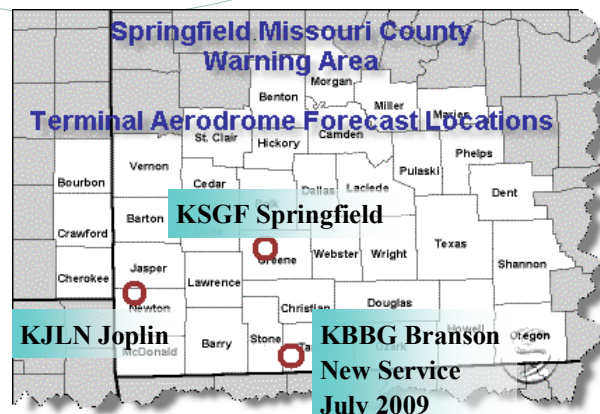 Springfield Missouri County
Warning Area
Morgan
Benton
Miller
Maries
Terminal Aerodrome Forecast Locations
St. Clair
Hickory
Camden
Phelps
Vernon
Pulaski
Bourbon
Cedar
Polk
Dallas
Laclede
Dent
KSGF Springfield
Barton
Crawford
Greene
Webster
Wright
Texas
Shannon
Jasper
Cherokee
Lawrence
Newton
Christian
Douglas
Howell
Oregon
KJLN Joplin
McDonald
Barry
Stone
Ozark
KBBG Branson
New Service
July 2009